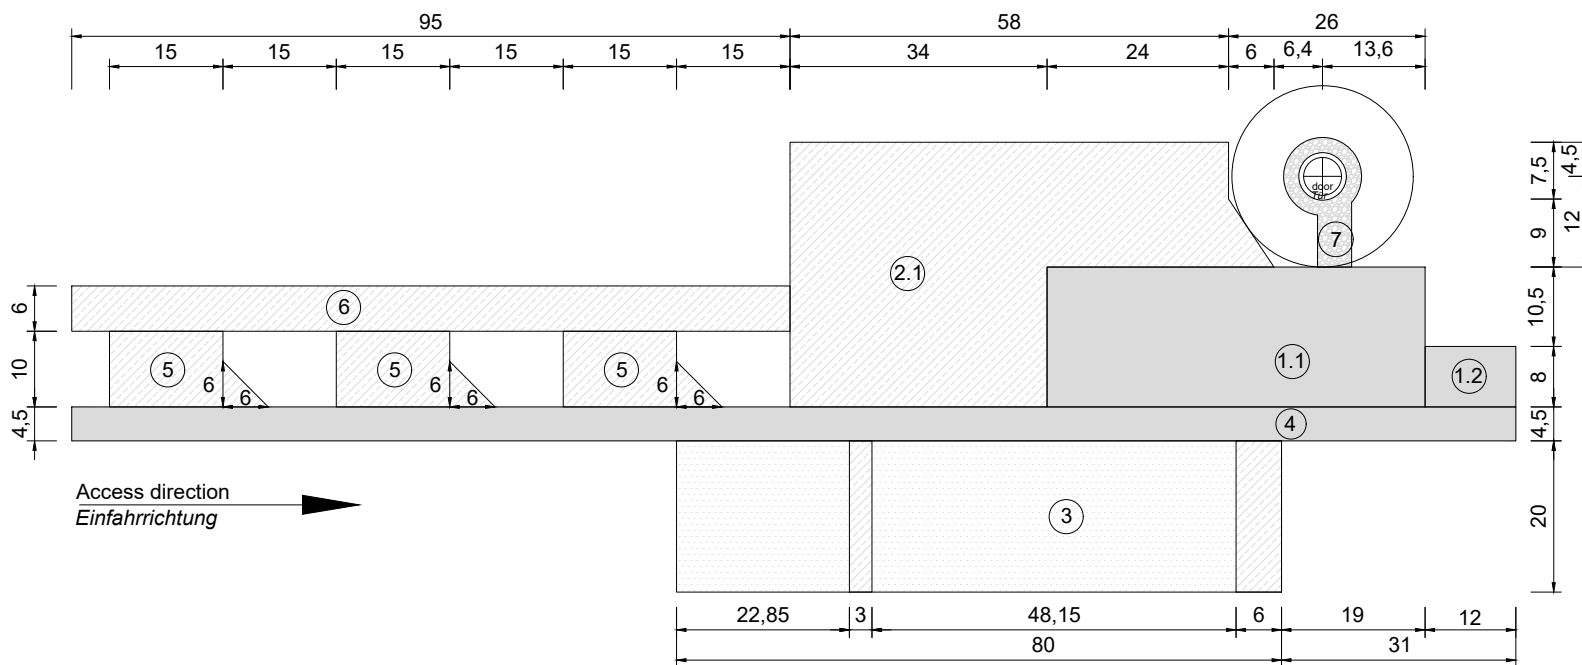 95 58 26
15 15 15 15 15 15 34 24 6 6,4 13,6
7,5 4,5
door
Tür
9 12
7
2.1
6 6 10,5
10 5 5 5 1.1 1.2 8
6 6 6
6 6 6
4,5 4 4,5
Access direction
Einfahrrichtung
3 20
22,85 3 48,15 6 19 12
80 31